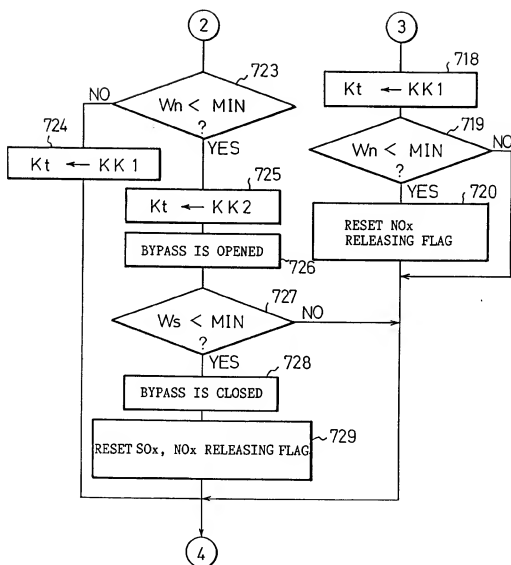 2
3
723
Wn < MIN
?
NO
YES
724
Kt ← KK1
725
Kt ← KK2
BYPASS IS OPENED
726
727
Ws < MIN
?
NO
YES
728
BYPASS IS CLOSED
729
RESET SOx, NOx RELEASING FLAG
718
Kt ← KK1
719
Wn < MIN
?
NO
YES
720
RESET NOx
RELEASING FLAG
4